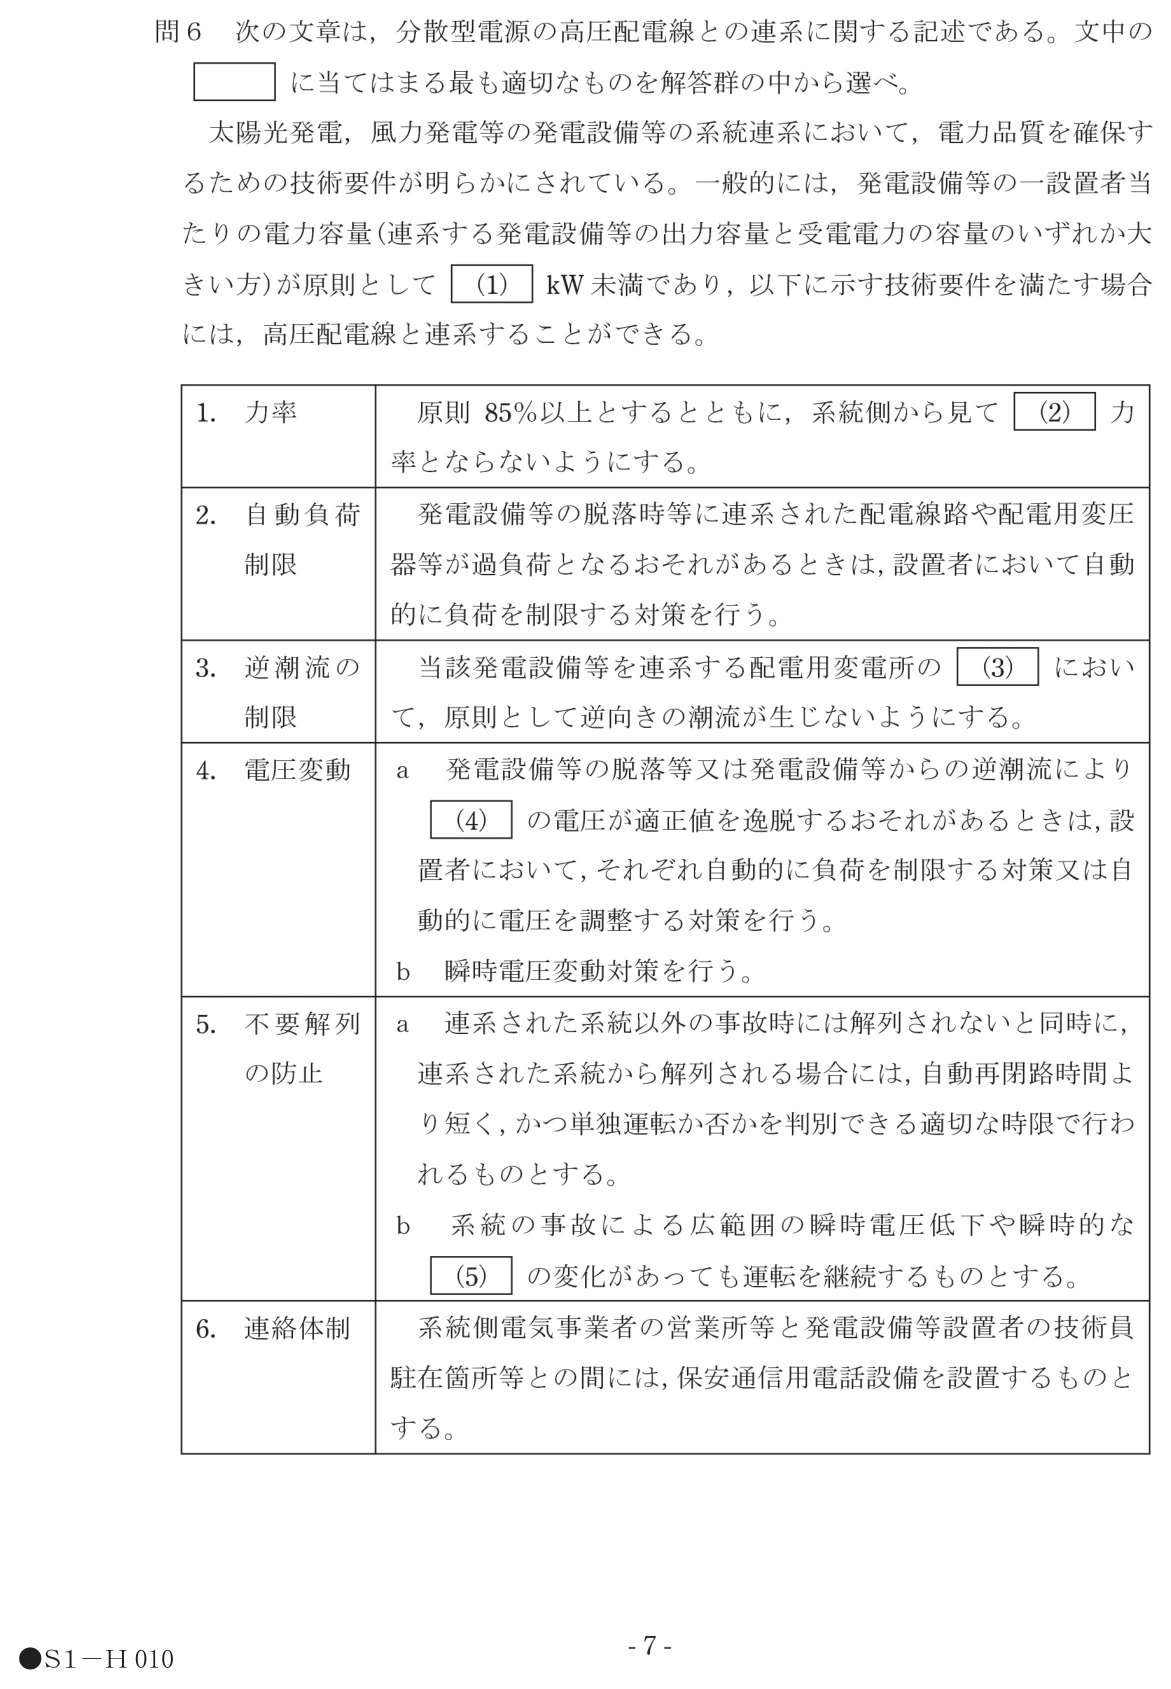 問６　次の文章は，分散型電源の高圧配電線との連系に関する記述である。文中の
に当てはまる最も適切なものを解答群の中から選べ。
太陽光発電，風力発電等の発電設備等の系統連系において，電力品質を確保す
るための技術要件が明らかにされている。一般的には，発電設備等の一設置者当
たりの電力容量(連系する発電設備等の出力容量と受電電力の容量のいずれか大
きい方)が原則として (1) kW 未満であり，以下に示す技術要件を満たす場合
には，高圧配電線と連系することができる。
1.　力率
原則 85%以上とするとともに，系統側から見て (2) 力
率とならないようにする。
2.　自動負荷
制限
発電設備等の脱落時等に連系された配電線路や配電用変圧
器等が過負荷となるおそれがあるときは，設置者において自動
的に負荷を制限する対策を行う。
3.　逆潮流の
制限
当該発電設備等を連系する配電用変電所の (3) におい
て，原則として逆向きの潮流が生じないようにする。
4.　電圧変動
a　発電設備等の脱落等又は発電設備等からの逆潮流により
(4) の電圧が適正値を逸脱するおそれがあるときは，設
置者において，それぞれ自動的に負荷を制限する対策又は自
動的に電圧を調整する対策を行う。
b　瞬時電圧変動対策を行う。
5.　不要解列
の防止
a　連系された系統以外の事故時には解列されないと同時に，
連系された系統から解列される場合には，自動再閉路時間よ
り短く，かつ単独運転か否かを判別できる適切な時限で行わ
れるものとする。
b　系統の事故による広範囲の瞬時電圧低下や瞬時的な
(5) の変化があっても運転を継続するものとする。
6.　連絡体制
系統側電気事業者の営業所等と発電設備等設置者の技術員
駐在箇所等との間には，保安通信用電話設備を設置するものと
する。
- 7 -
●S1－H 010